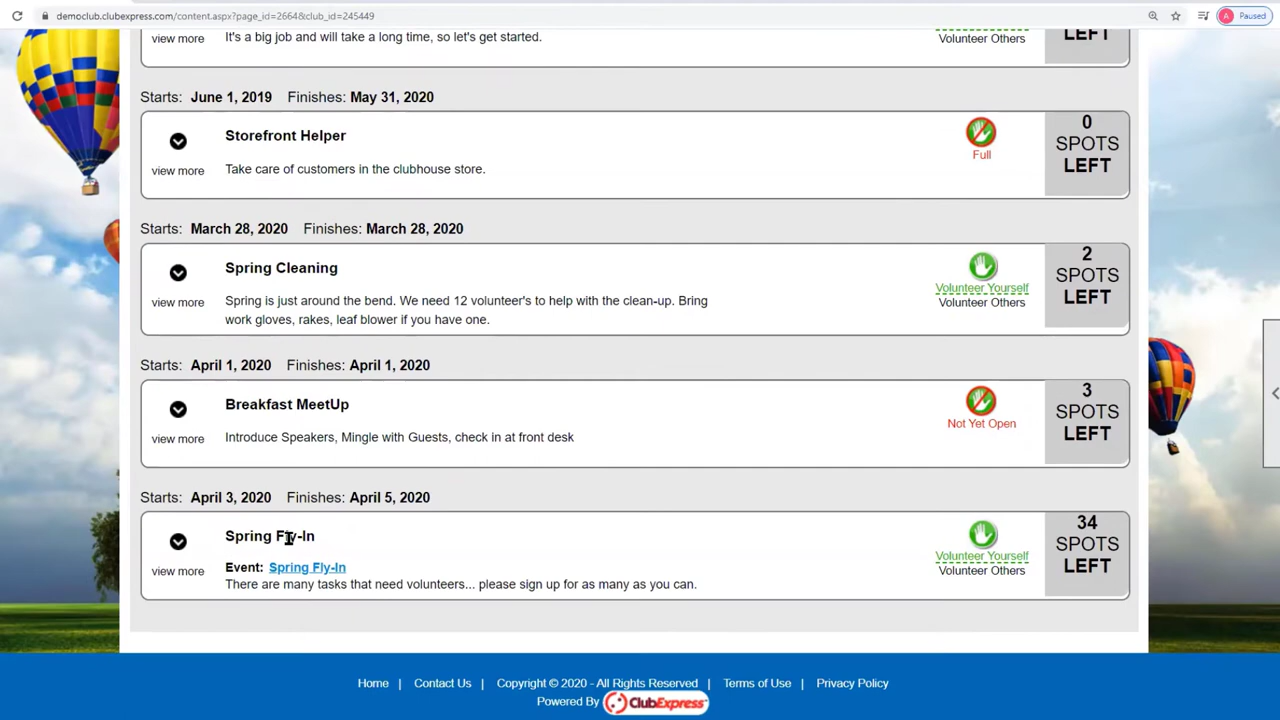 democlub.clubexpress.com/content.aspx?page_id=2664&club_id=245449
A Paused
view more It's a big job and will take a long time, so let's get started. Volunteer Others LEFT
Starts: June 1, 2019 Finishes: May 31, 2020
Storefront Helper
view more
Take care of customers in the clubhouse store.
Full
0
SPOTS
LEFT
Starts: March 28, 2020 Finishes: March 28, 2020
Spring Cleaning
view more
Spring is just around the bend. We need 12 volunteer's to help with the clean-up. Bring
work gloves, rakes, leaf blower if you have one.
Volunteer Yourself
Volunteer Others
2
SPOTS
LEFT
Starts: April 1, 2020 Finishes: April 1, 2020
Breakfast MeetUp
view more
Introduce Speakers, Mingle with Guests, check in at front desk
Not Yet Open
3
SPOTS
LEFT
Starts: April 3, 2020 Finishes: April 5, 2020
Spring Fly-In
view more
Event: Spring Fly-In
There are many tasks that need volunteers... please sign up for as many as you can.
Volunteer Yourself
Volunteer Others
34
SPOTS
LEFT
Home | Contact Us | Copyright © 2020 - All Rights Reserved | Terms of Use | Privacy Policy
Powered By ClubExpress